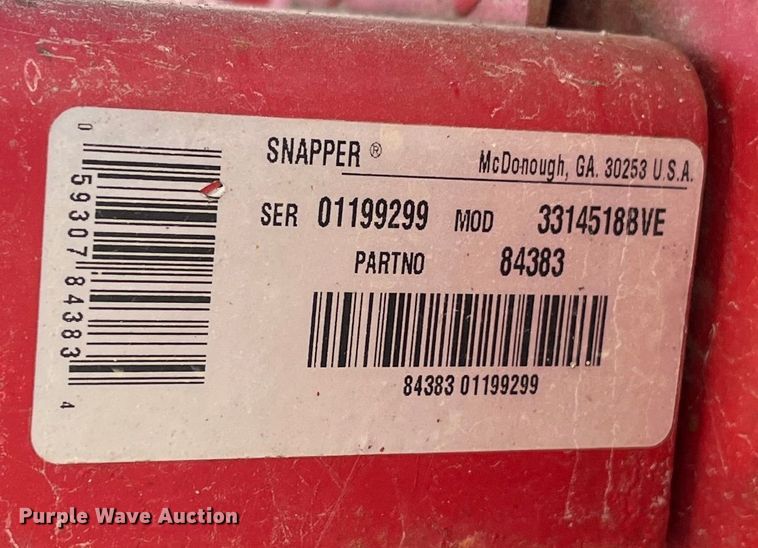 SNAPPER ®
McDonough, GA. 30253 U.S.A.
SER 01199299 MOD 3314518BVE
PARTNO 84383
84383 01199299
0 59307 84383 4
Purple Wave Auction